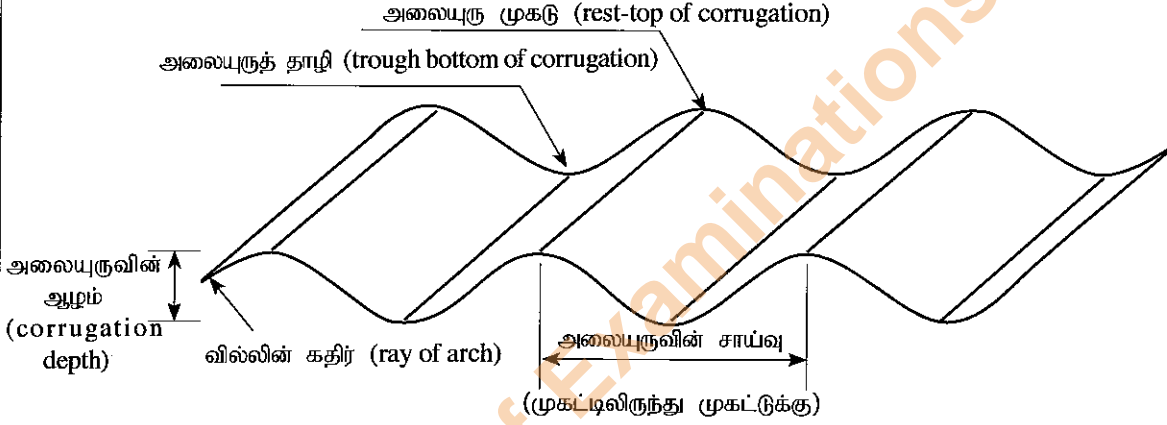 அலையுரு முகடு (rest-top of corrugation)
அலையுருத் தாழி (trough bottom of corrugation)
அலையுருவின்
ஆழம்
(corrugation
depth)
வில்லின் கதிர் (ray of arch)
அலையுருவின் சாய்வு
(முகட்டிலிருந்து முகட்டுக்கு)
of Examinations